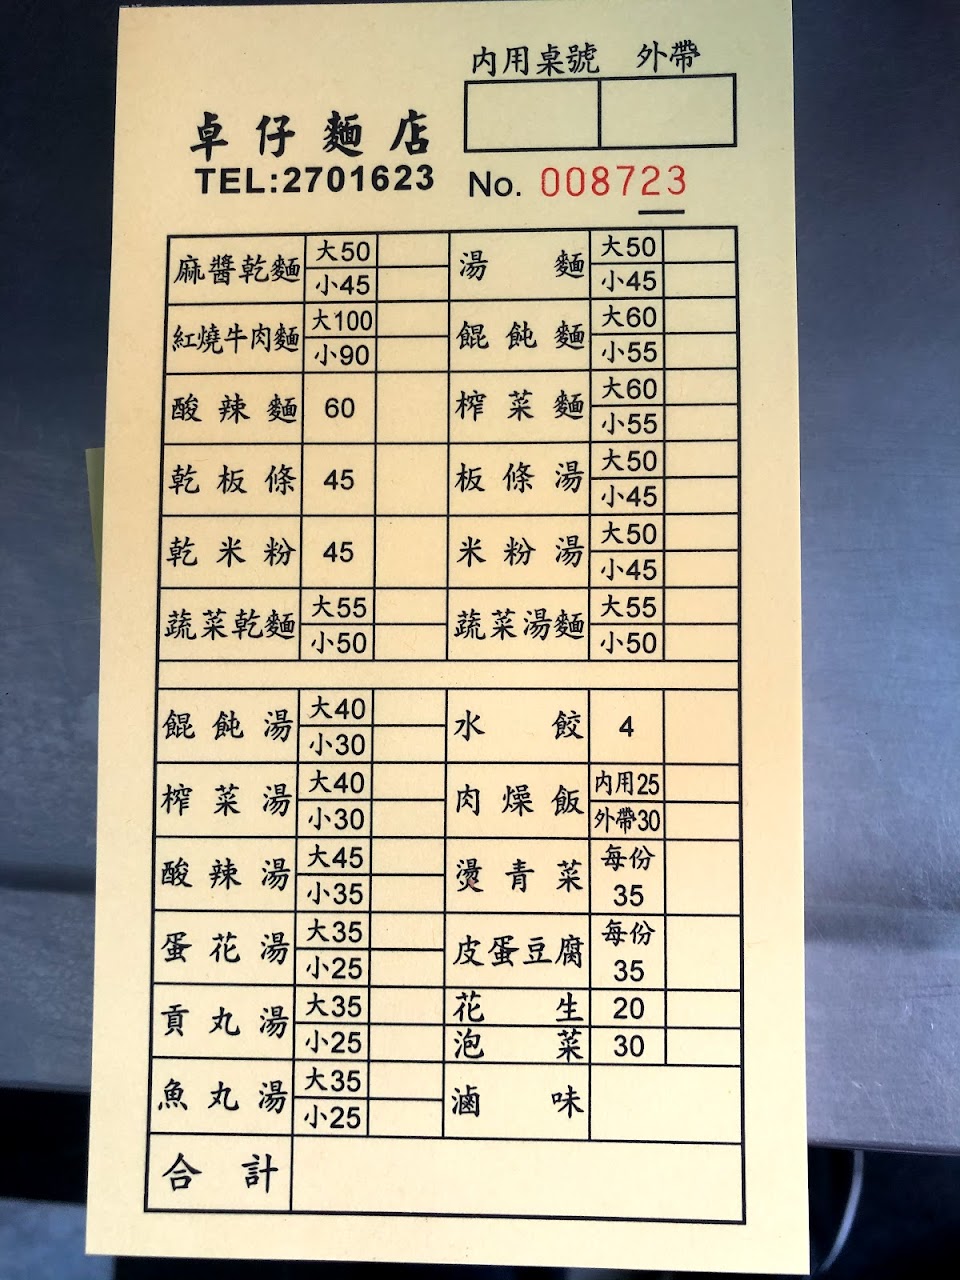 內用桌號 外帶
卓仔麵店
TEL:2701623
No. 008723
麻醬乾麵 大50 小45 湯麵 大50 小45
紅燒牛肉麵 大100 小90 餛飩麵 大60 小55
酸辣麵 60 榨菜麵 大60 小55
乾板條 45 板條湯 大50 小45
乾米粉 45 米粉湯 大50 小45
蔬菜乾麵 大55 小50 蔬菜湯麵 大55 小50
餛飩湯 大40 小30 水餃 4
榨菜湯 大40 小30 肉燥飯 內用25 外帶30
酸辣湯 大45 小35 燙青菜 每份 35
蛋花湯 大35 小25 皮蛋豆腐 每份 35
貢丸湯 大35 小25 花生 20
泡菜 30
魚丸湯 大35 小25 滷味
合計